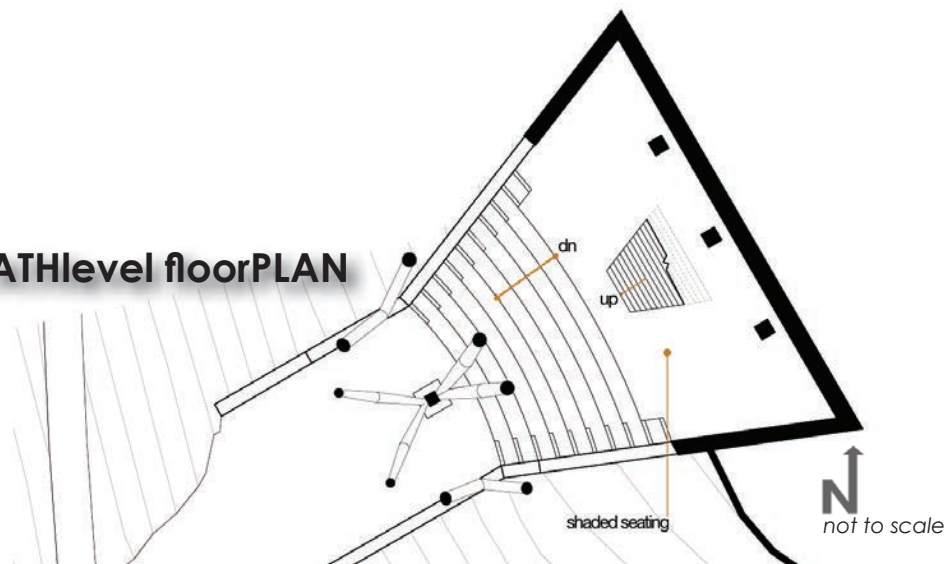 ATHlevel floorPLAN
dn
up
shaded seating
N
not to scale